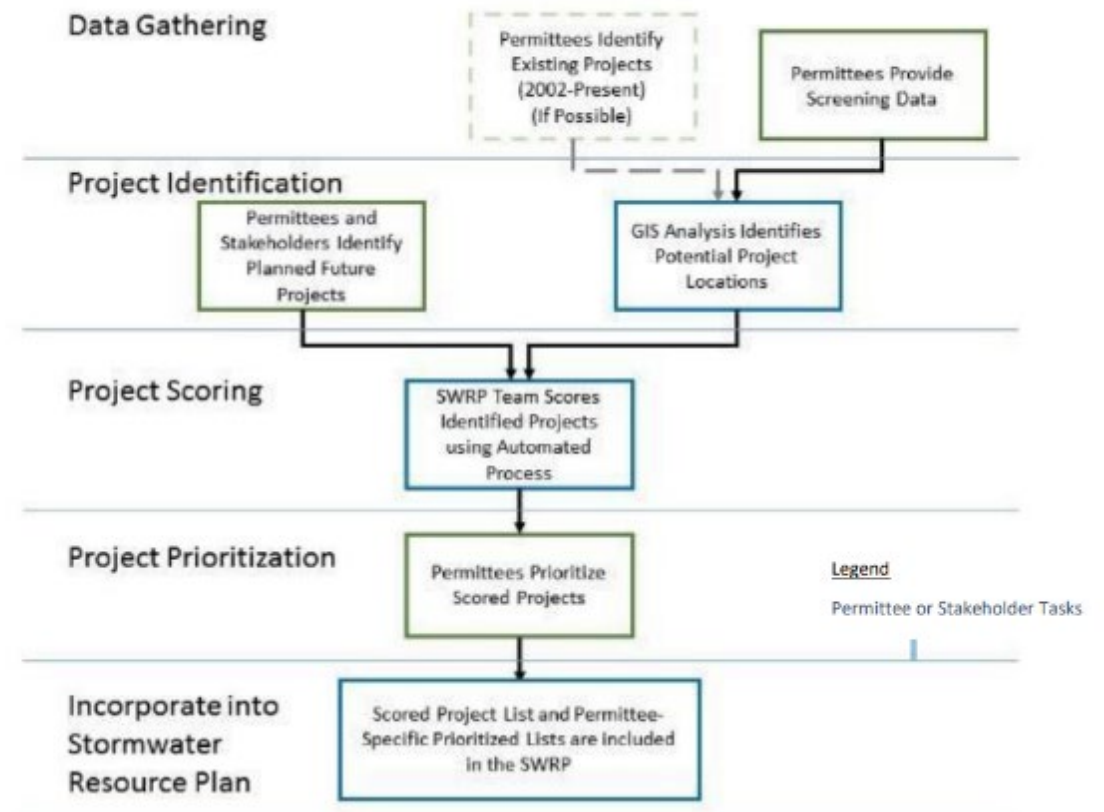 Data Gathering
Permittees Identify
Existing Projects
(2002-Present)
(If Possible)
Permittees Provide
Screening Data
Project Identification
Permittees and
Stakeholders Identify
Planned Future
Projects
GIS Analysis Identifies
Potential Project
Locations
Project Scoring
SWRP Team Scores
Identified Projects
using Automated
Process
Project Prioritization
Permittees Prioritize
Scored Projects
Legend
Permittee or Stakeholder Tasks
Incorporate into
Stormwater
Resource Plan
Scored Project List and Permittee-
Specific Prioritized Lists are included
in the SWRP